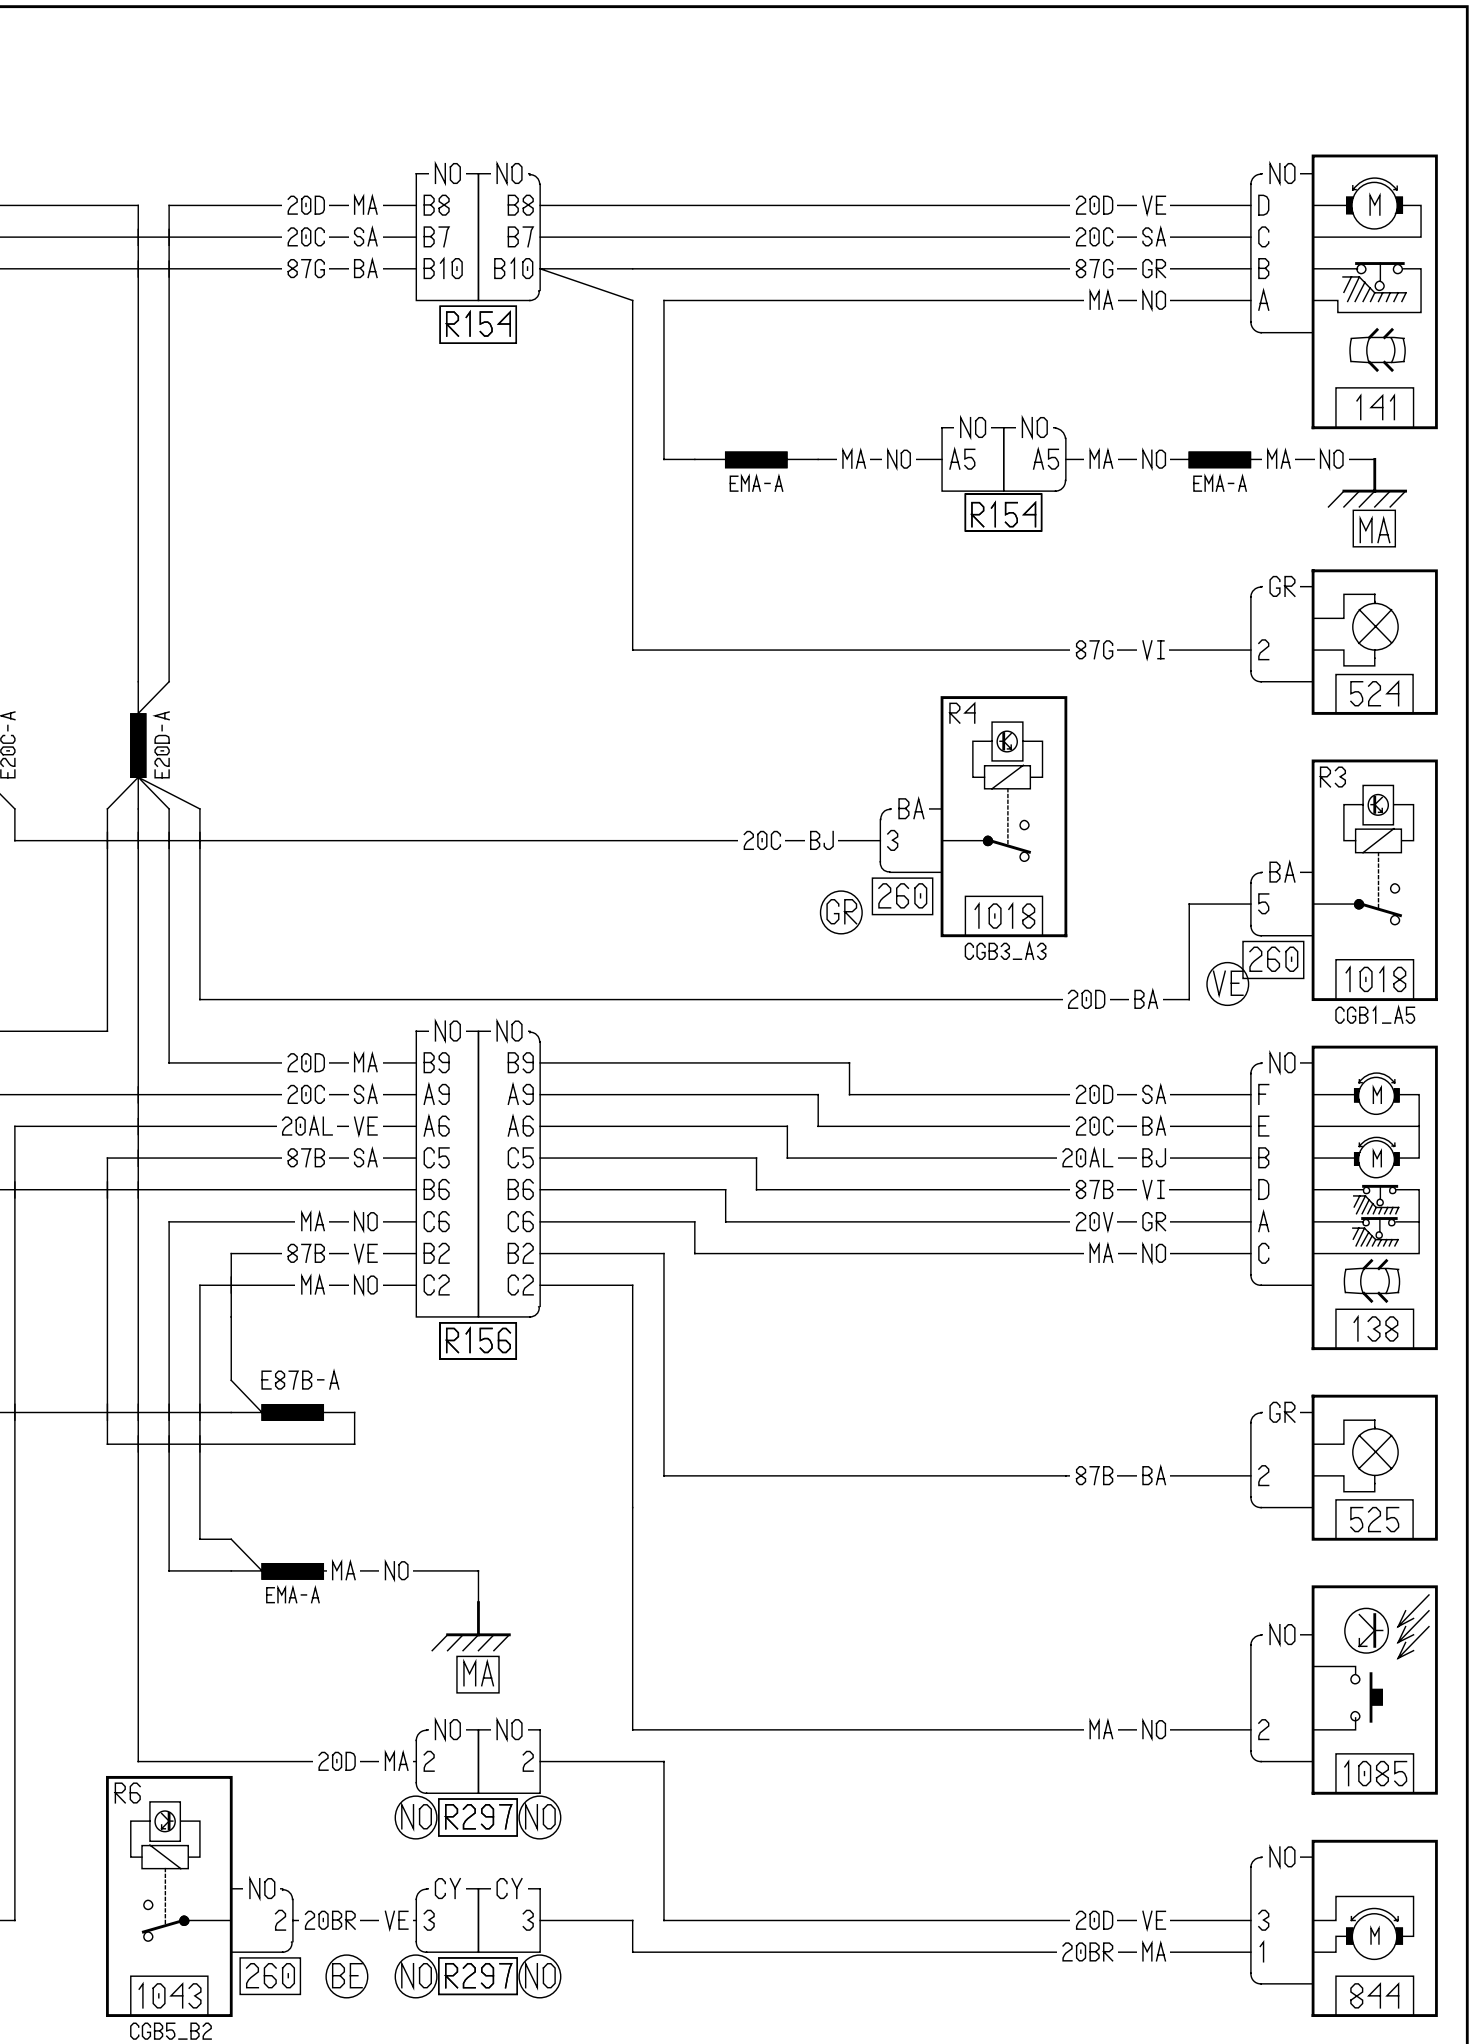 NO NO NO
20D MA B8 B8 20D VE D M
20C SA B7 B7 20C SA C
87G BA B10 B10 87G GR B
MA NO A
R154
141
NO NO
MA NO A5 A5 MA NO MA NO
EMA-A EMA-A
R154
MA
GR
87G VI 2
524
E20C-A
E20D-A
R4
R3
BA
20C BJ 3
260
GR
1018
CGB3_A3
BA
5
260
VE
1018
CGB1_A5
20D BA
NO NO
20D MA B9 B9 NO
20C SA A9 A9 20D SA F M
20AL VE A6 A6 20C BA E
87B SA C5 C5 20AL BJ B M
B6 B6 87B VI D
MA NO C6 C6 20V GR A
87B VE B2 B2 MA NO C
MA NO C2 C2
R156
138
E87B-A
GR
87B BA 2
525
MA NO
EMA-A
MA
NO
MA NO 2
1085
NO NO
20D MA 2 2
NO R297 NO
R6
NO
NO CY CY
2 20BR VE 3 3 20D VE 3
20BR MA 1 M
260 BE NO R297 NO
1043
844
CGB5_B2